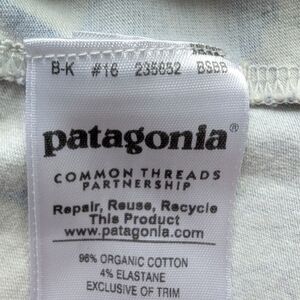 B-K #16 235652 BSBB
patagonia®
COMMON THREADS
PARTNERSHIP
Repair, Reuse, Recycle
This Product
www.patagonia.com
96% ORGANIC COTTON
4% ELASTANE
EXCLUSIVE OF TRIM